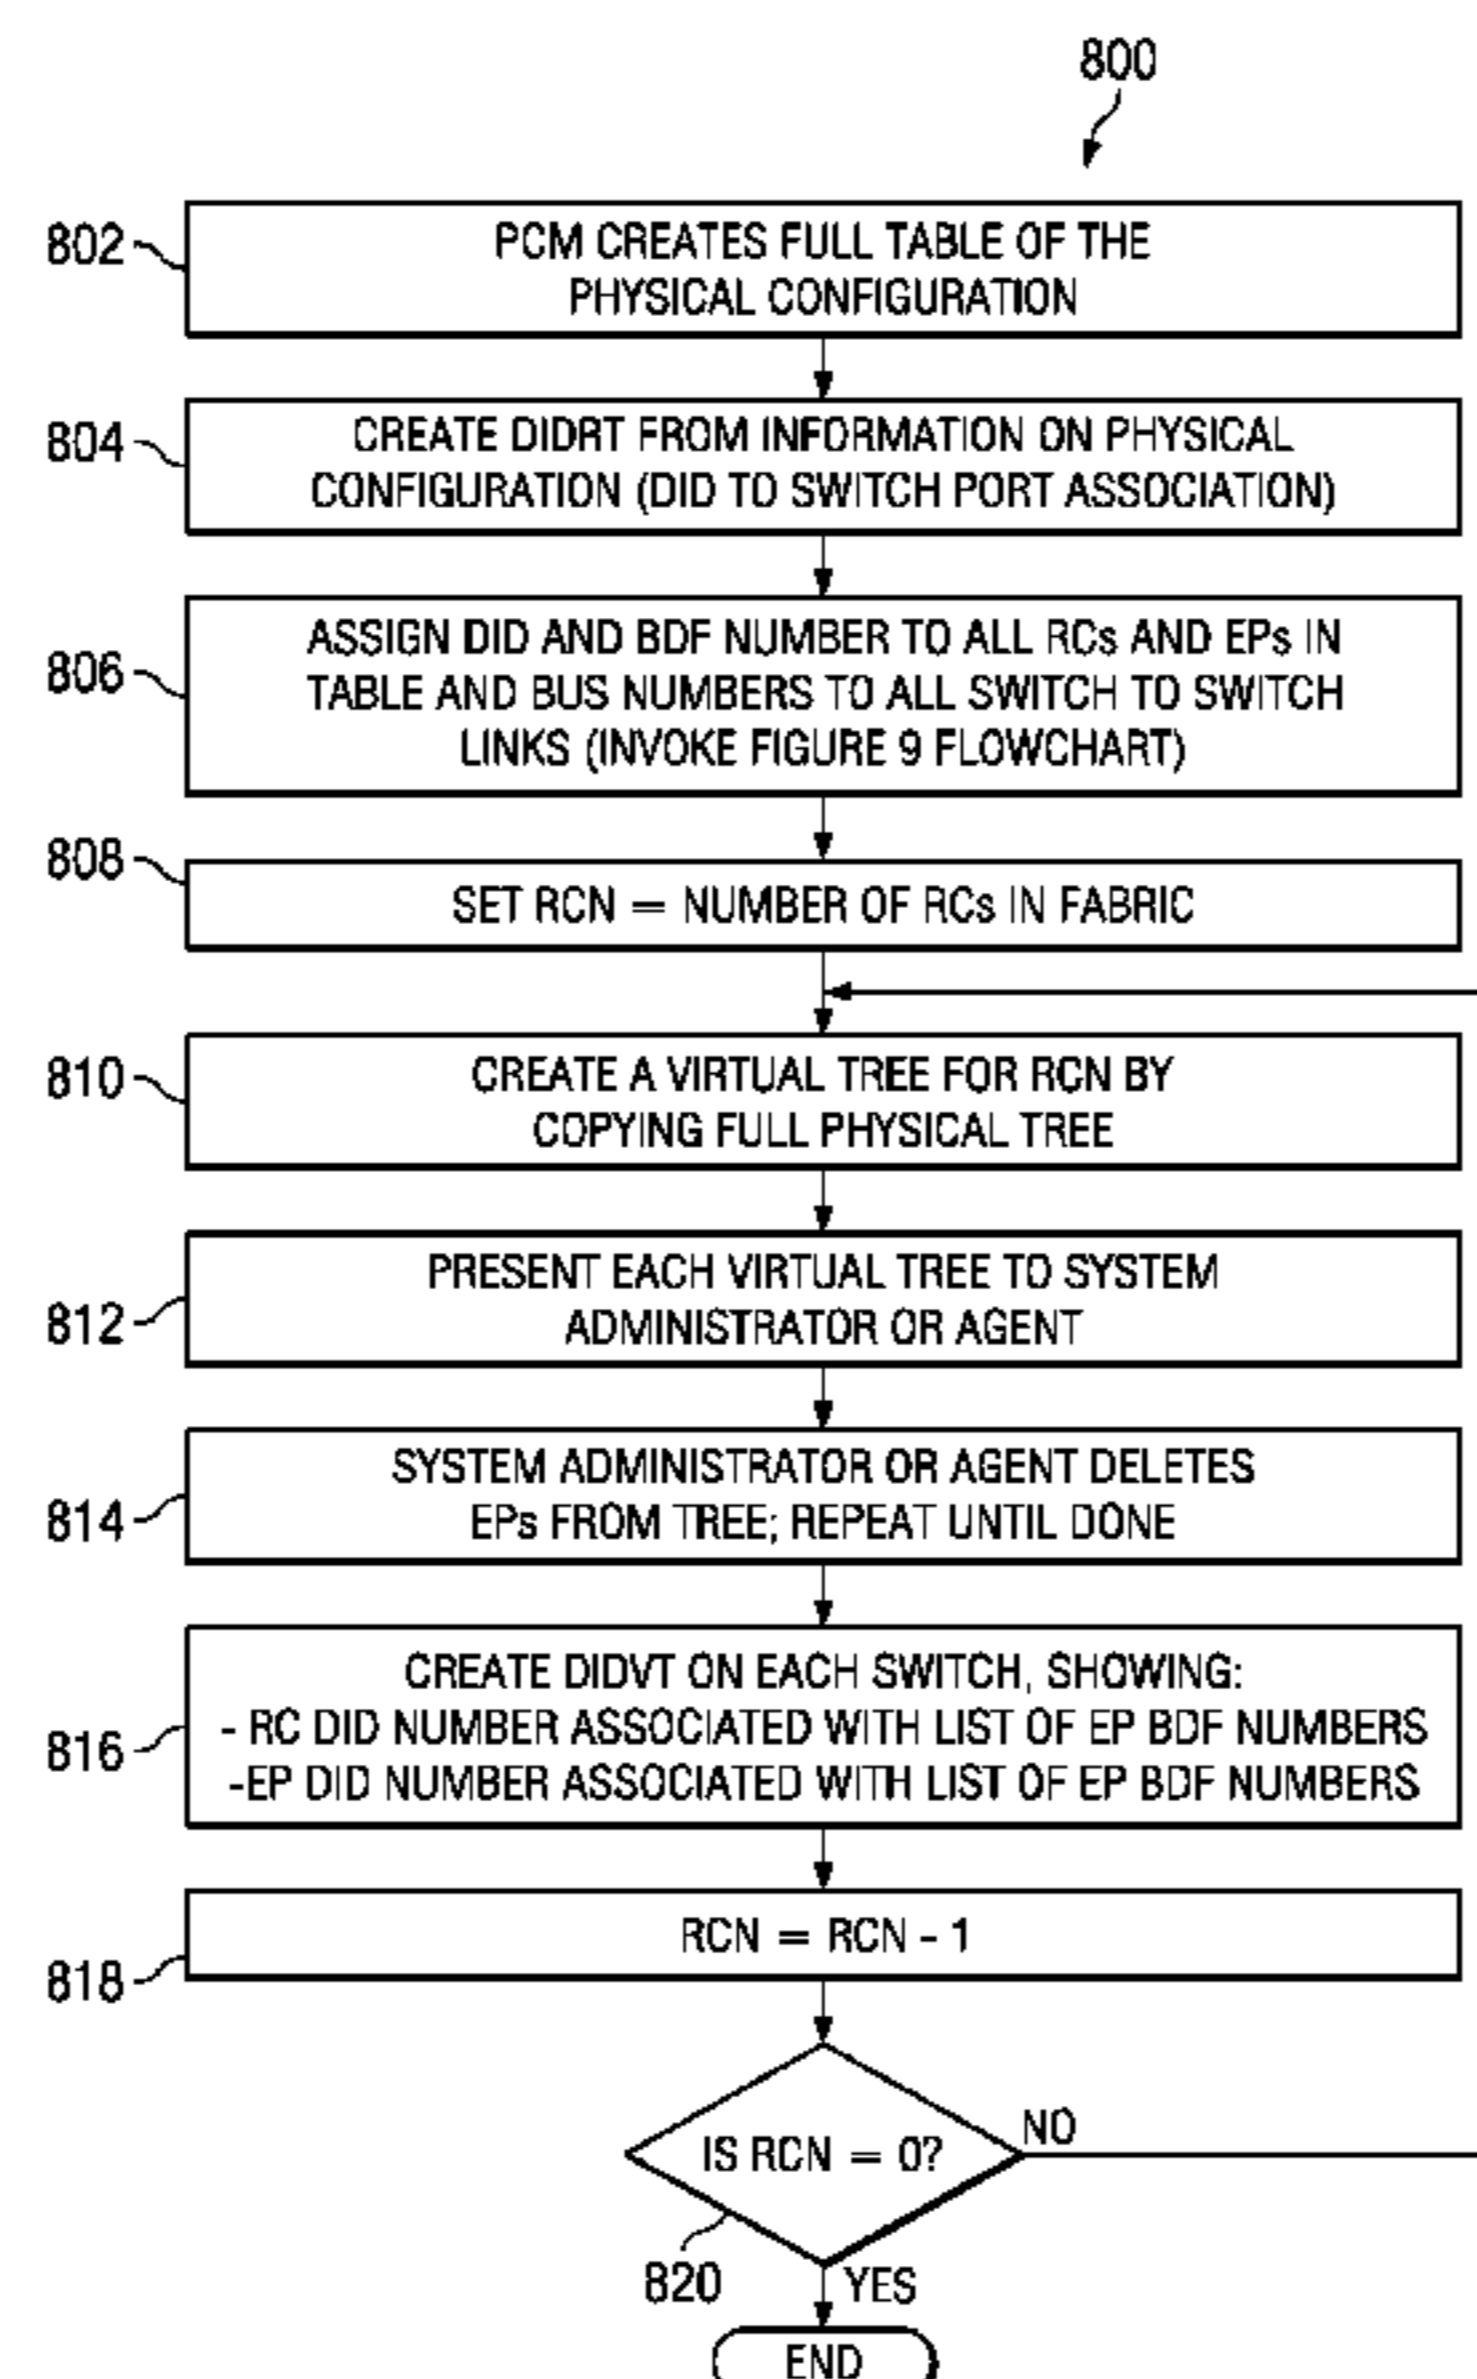 800
802
PCM CREATES FULL TABLE OF THE
PHYSICAL CONFIGURATION
804
CREATE DIDRT FROM INFORMATION ON PHYSICAL
CONFIGURATION (DID TO SWITCH PORT ASSOCIATION)
806
ASSIGN DID AND BDF NUMBER TO ALL RCs AND EPs IN
TABLE AND BUS NUMBERS TO ALL SWITCH TO SWITCH
LINKS (INVOKE FIGURE 9 FLOWCHART)
808
SET RCN = NUMBER OF RCs IN FABRIC
810
CREATE A VIRTUAL TREE FOR RCN BY
COPYING FULL PHYSICAL TREE
812
PRESENT EACH VIRTUAL TREE TO SYSTEM
ADMINISTRATOR OR AGENT
814
SYSTEM ADMINISTRATOR OR AGENT DELETES
EPs FROM TREE; REPEAT UNTIL DONE
816
CREATE DIDVT ON EACH SWITCH, SHOWING:
- RC DID NUMBER ASSOCIATED WITH LIST OF EP BDF NUMBERS
-EP DID NUMBER ASSOCIATED WITH LIST OF EP BDF NUMBERS
818
RCN = RCN - 1
IS RCN = 0?
NO
820
YES
END